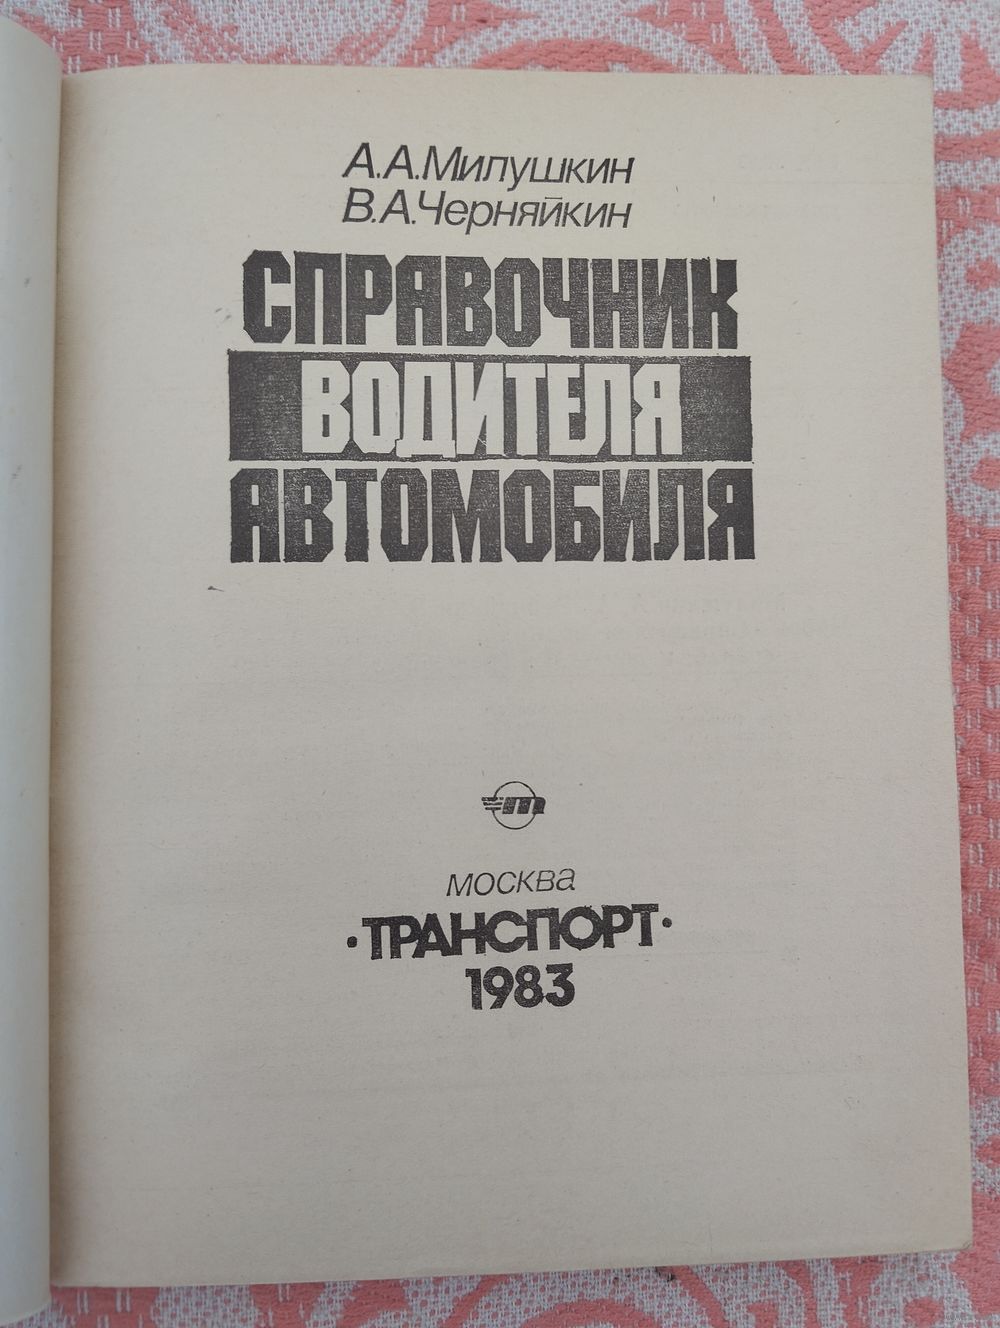 А.А.Милушкин
В.А.Черняйкин
СПРАВОЧНИК
ВОДИТЕЛЯ
АВТОМОБИЛЯ
т
МОСКВА
·ТРАНСПОРТ·
1983